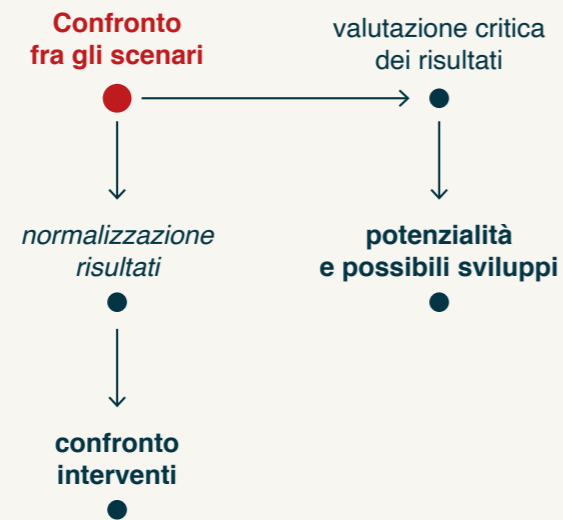 Confronto
fra gli scenari
valutazione critica
dei risultati
normalizzazione
risultati
potenzialità
e possibili sviluppi
confronto
interventi